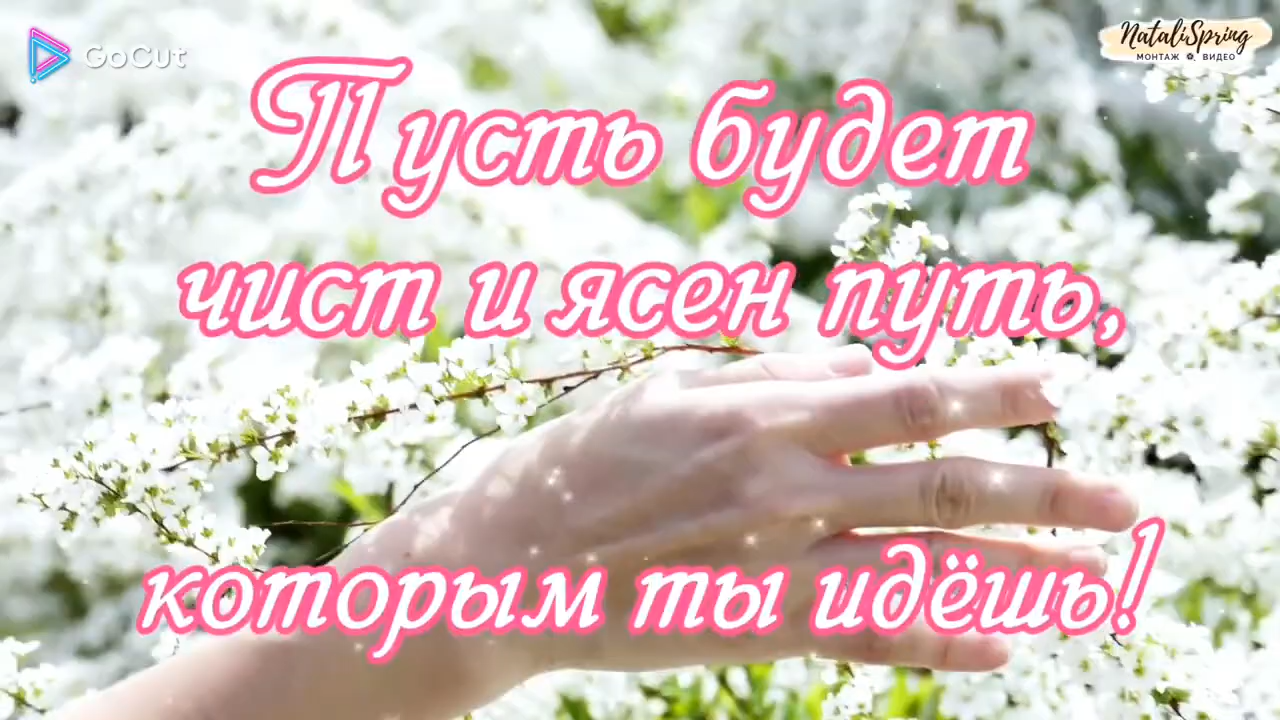 GoCut
NataliSpring
МОНТАЖ ВИДЕО
Пусть будет
чист и ясен путь,
которым ты идёшь!